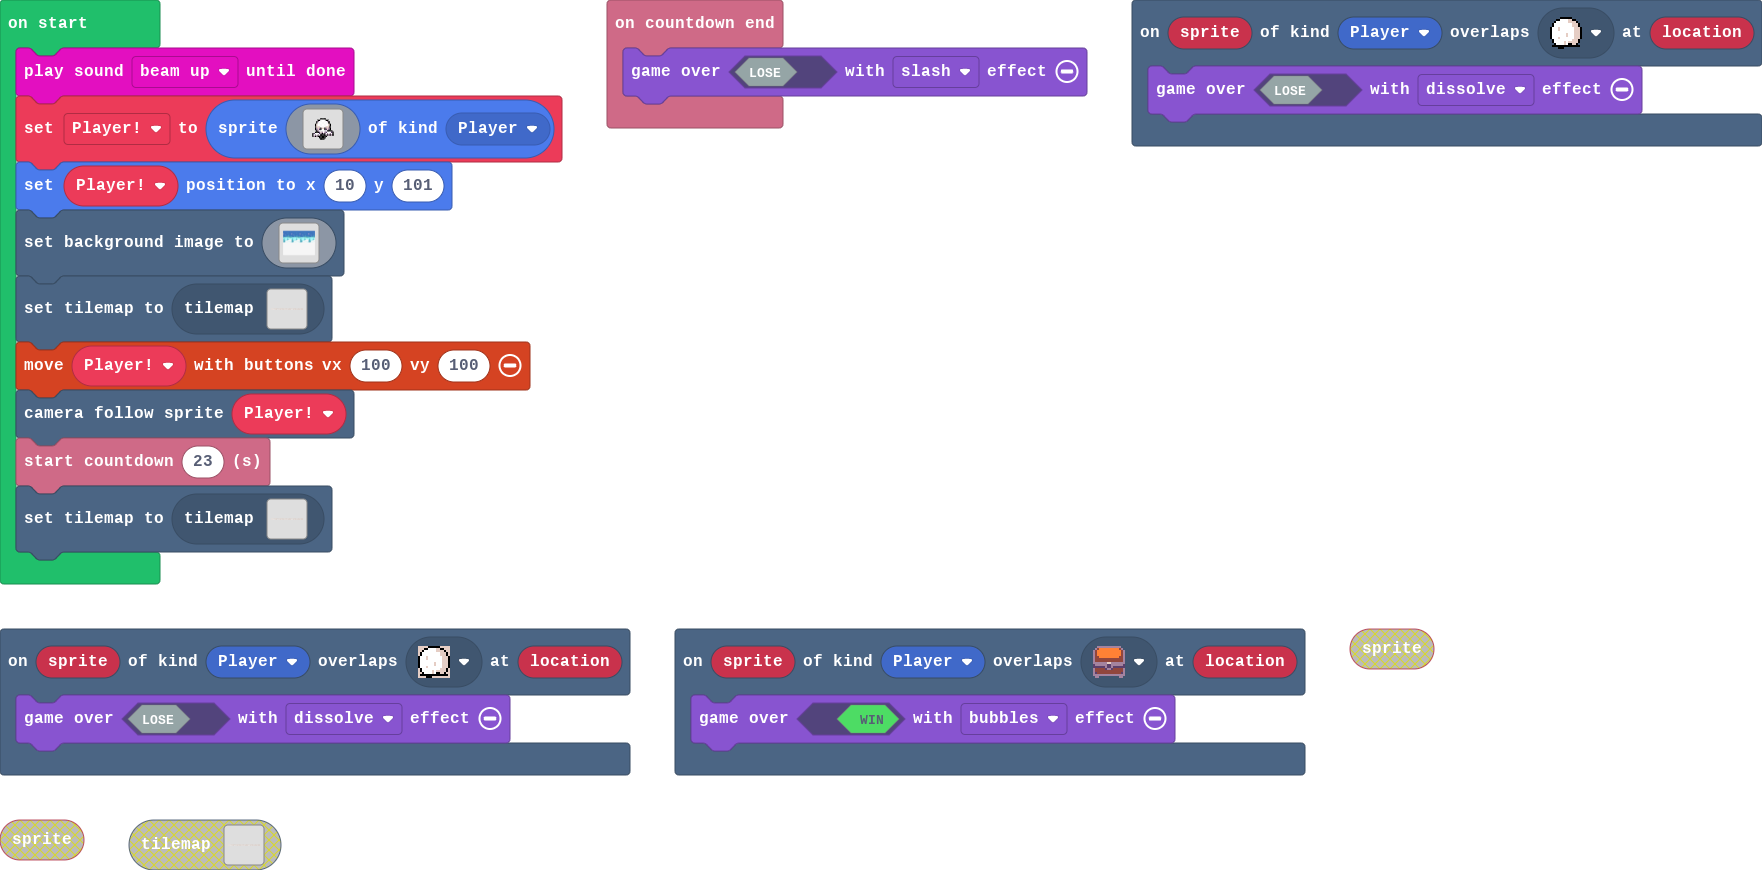 on start
play sound beam up until done
set Player! to sprite of kind Player
set Player! position to x 10 y 101
set background image to
set tilemap to tilemap
move Player! with buttons vx 100 vy 100
camera follow sprite Player!
start countdown 23 (s)
set tilemap to tilemap
on countdown end
game over LOSE with slash effect
on sprite of kind Player overlaps at location
game over LOSE with dissolve effect
on sprite of kind Player overlaps at location
game over LOSE with dissolve effect
on sprite of kind Player overlaps at location
game over WIN with bubbles effect
sprite
sprite
tilemap